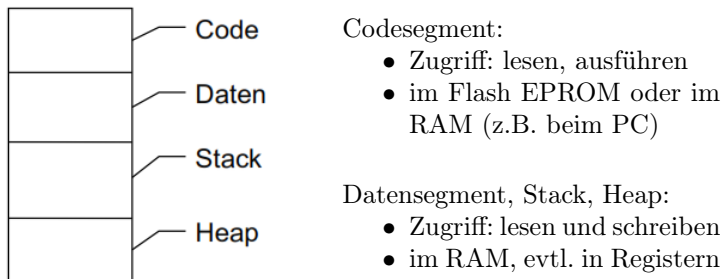 Code
Daten
Stack
Heap
Codesegment:
• Zugriff: lesen, ausführen
• im Flash EPROM oder im
RAM (z.B. beim PC)
Datensegment, Stack, Heap:
• Zugriff: lesen und schreiben
• im RAM, evtl. in Registern